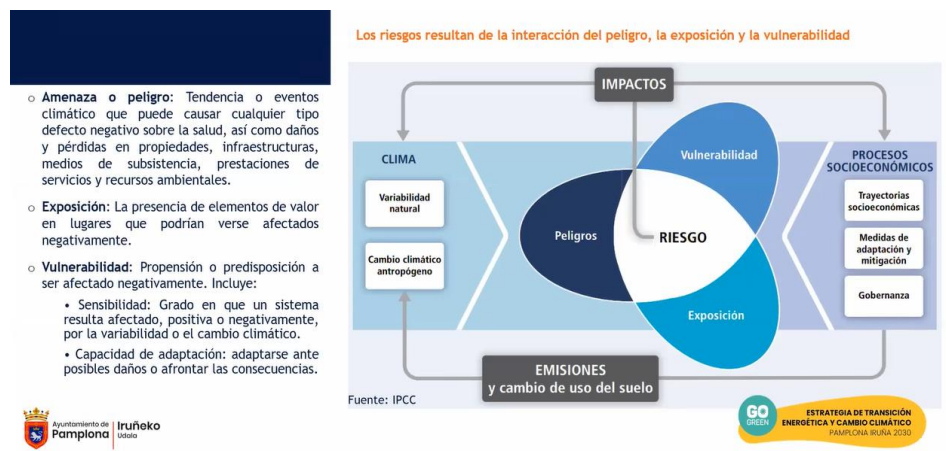 Los riesgos resultan de la interacción del peligro, la exposición y la vulnerabilidad
o Amenaza o peligro: Tendencia o eventos
climático que puede causar cualquier tipo
defecto negativo sobre la salud, así como daños
y pérdidas en propiedades, infraestructuras,
medios de subsistencia, prestaciones de
servicios y recursos ambientales.
o Exposición: La presencia de elementos de valor
en lugares que podrían verse afectados
negativamente.
o Vulnerabilidad: Propensión o predisposición a
ser afectado negativamente. Incluye:
• Sensibilidad: Grado en que un sistema
resulta afectado, positiva o negativamente,
por la variabilidad o el cambio climático.
• Capacidad de adaptación: adaptarse ante
posibles daños o afrontar las consecuencias.
IMPACTOS
CLIMA
Variabilidad
natural
Cambio climático
antropógeno
Vulnerabilidad
Peligros
RIESGO
Exposición
PROCESOS
SOCIOECONÓMICOS
Trayectorias
socioeconómicas
Medidas de
adaptación y
mitigación
Gobernanza
EMISIONES
y cambio de uso del suelo
Fuente: IPCC
Ayuntamiento de
Pamplona
Iruñeko
Udala
GO
GREEN
ESTRATEGIA DE TRANSICIÓN
ENERGÉTICA Y CAMBIO CLIMÁTICO
PAMPLONA IRUÑA 2030